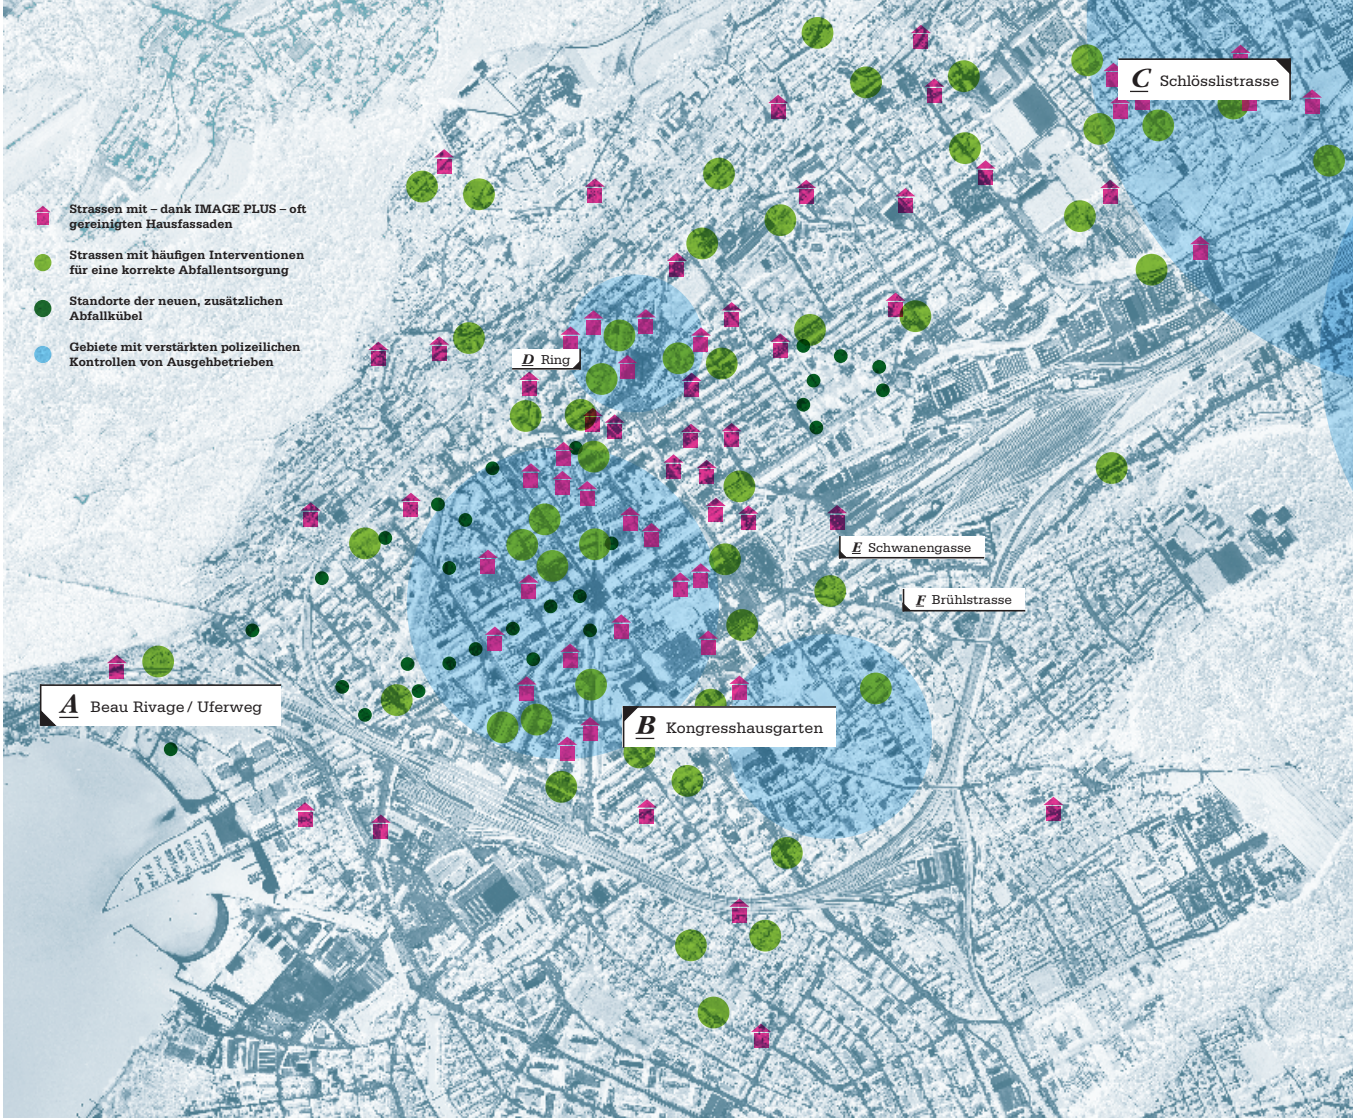 C Schlösslistrasse
Strassen mit – dank IMAGE PLUS – oft
gereinigten Hausfassaden
Strassen mit häufigen Interventionen
für eine korrekte Abfallentsorgung
Standorte der neuen, zusätzlichen
Abfallkübel
Gebiete mit verstärkten polizeilichen
Kontrollen von Ausgehbetrieben
D Ring
E Schwanengasse
F Brühlstrasse
A Beau Rivage / Uferweg
B Kongresshausgarten